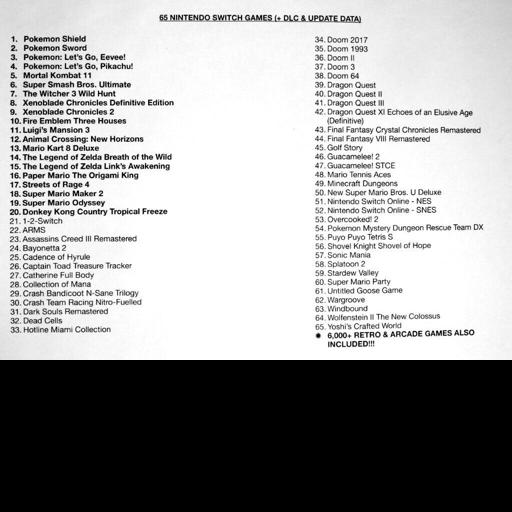 65 NINTENDO SWITCH GAMES (+ DLC & UPDATE DATA)
1. Pokemon Shield
2. Pokemon Sword
3. Pokemon: Let's Go, Eevee!
4. Pokemon: Let's Go, Pikachu!
5. Mortal Kombat 11
6. Super Smash Bros. Ultimate
7. The Witcher 3 Wild Hunt
8. Xenoblade Chronicles Definitive Edition
9. Xenoblade Chronicles 2
10. Fire Emblem Three Houses
11. Luigi's Mansion 3
12. Animal Crossing: New Horizons
13. Mario Kart 8 Deluxe
14. The Legend of Zelda Breath of the Wild
15. The Legend of Zelda Link's Awakening
16. Paper Mario The Origami King
17. Streets of Rage 4
18. Super Mario Maker 2
19. Super Mario Odyssey
20. Donkey Kong Country Tropical Freeze
21. 1-2-Switch
22. ARMS
23. Assassins Creed III Remastered
24. Bayonetta 2
25. Cadence of Hyrule
26. Captain Toad Treasure Tracker
27. Catherine Full Body
28. Collection of Mana
29. Crash Bandicoot N-Sane Trilogy
30. Crash Team Racing Nitro-Fuelled
31. Dark Souls Remastered
32. Dead Cells
33. Hotline Miami Collection
34. Doom 2017
35. Doom 1993
36. Doom II
37. Doom 3
38. Doom 64
39. Dragon Quest
40. Dragon Quest II
41. Dragon Quest III
42. Dragon Quest XI Echoes of an Elusive Age
(Definitive)
43. Final Fantasy Crystal Chronicles Remastered
44. Final Fantasy VIII Remastered
45. Golf Story
46. Guacamelee! 2
47. Guacamelee! STCE
48. Mario Tennis Aces
49. Minecraft Dungeons
50. New Super Mario Bros. U Deluxe
51. Nintendo Switch Online - NES
52. Nintendo Switch Online - SNES
53. Overcooked! 2
54. Pokemon Mystery Dungeon Rescue Team DX
55. Puyo Puyo Tetris S
56. Shovel Knight Shovel of Hope
57. Sonic Mania
58. Splatoon 2
59. Stardew Valley
60. Super Mario Party
61. Untitled Goose Game
62. Wargroove
63. Windbound
64. Wolfenstein II The New Colossus
65. Yoshi's Crafted World
✹ 6,000+ RETRO & ARCADE GAMES ALSO
INCLUDED!!!